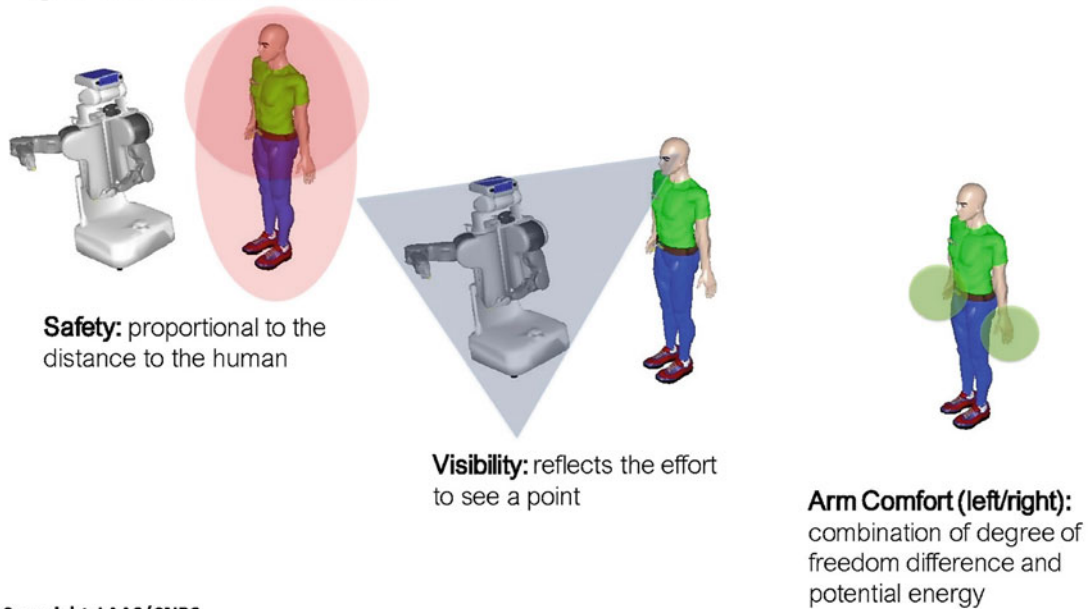 Safety: proportional to the
distance to the human
Visibility: reflects the effort
to see a point
Arm Comfort (left/right):
combination of degree of
freedom difference and
potential energy